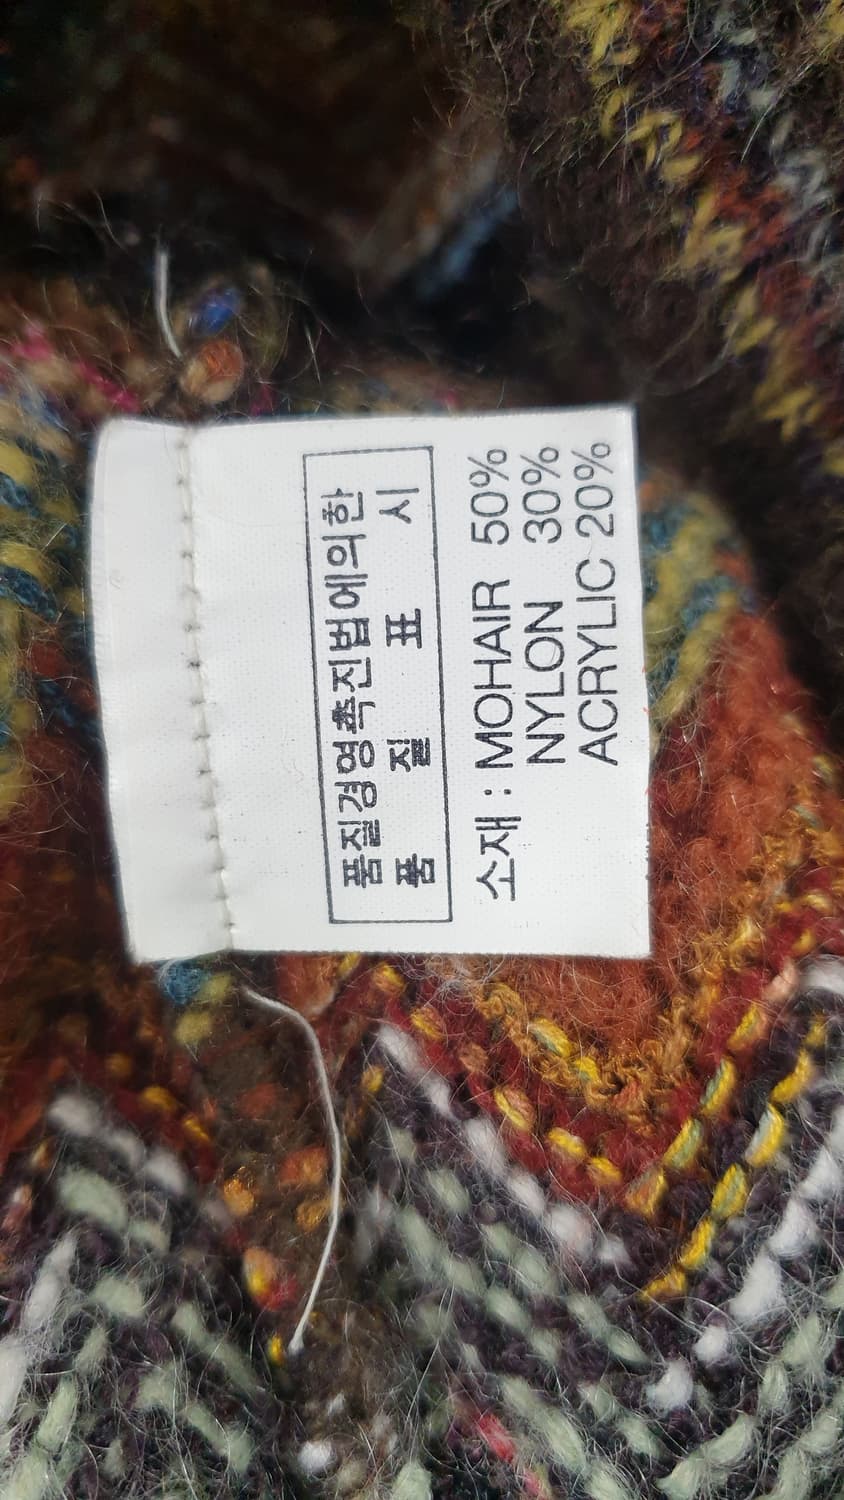 품질경영촉진법에의한
품 질 표 시
소재 : MOHAIR 50%
NYLON 30%
ACRYLIC 20%